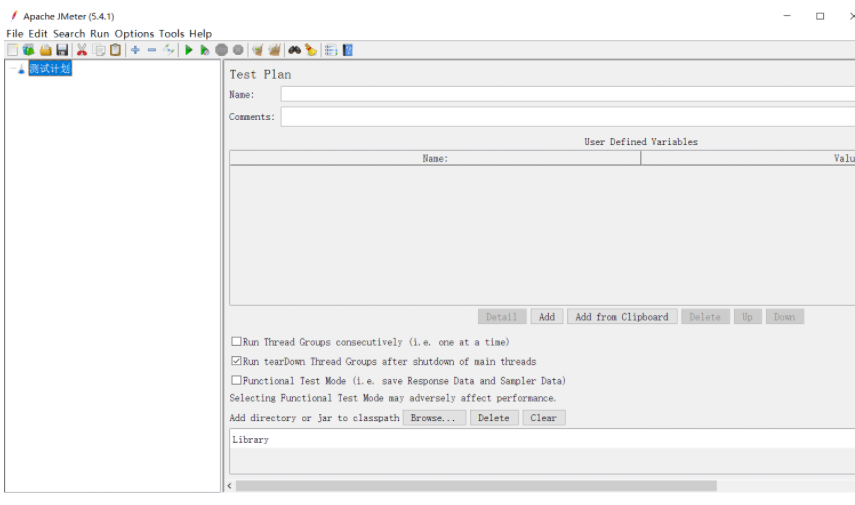 Apache JMeter (5.4.1)
File Edit Search Run Options Tools Help
测试计划
Test Plan
Name:
Comments:
User Defined Variables
Name: Valu
Detail Add Add from Clipboard Delete Up Down
Run Thread Groups consecutively (i.e. one at a time)
Run tearDown Thread Groups after shutdown of main threads
Functional Test Mode (i.e. save Response Data and Sampler Data)
Selecting Functional Test Mode may adversely affect performance.
Add directory or jar to classpath Browse... Delete Clear
Library